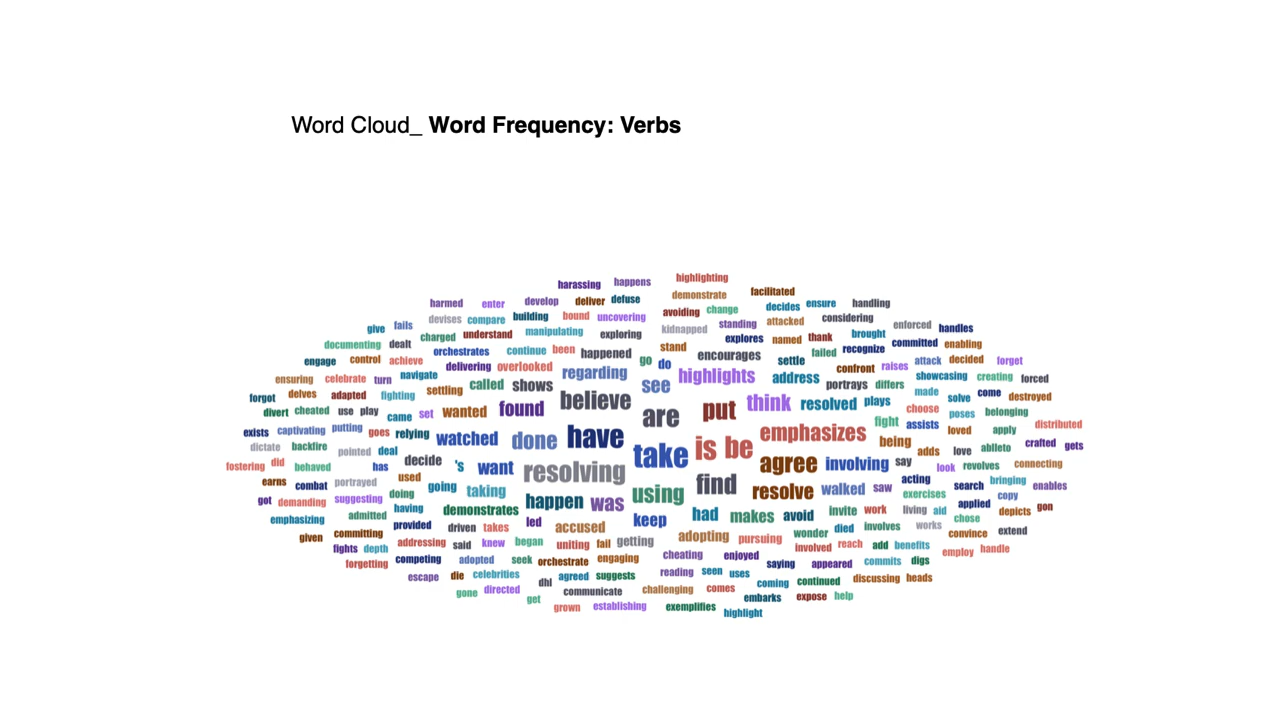 Word Cloud_ Word Frequency: Verbs
highlighting
harassing happens
demonstrate facilitated
harmed enter develop deliver defuse decides ensure handling
avoiding change
devises compare building bound uncovering considering
give fails kidnapped standing attacked enforced handles
charged understand manipulating exploring explores named thank brought
documenting dealt stand committed enabling
orchestrates continue been happened encourages failed recognize
engage control achieve go do settle raises attack decided forget
delivering overlooked regarding confront
ensuring celebrate turn navigate highlights address showcasing creating forced
called shows see portrays differs
forgot delves adapted fighting settling made solve come destroyed
believe think resolved plays
divert cheated use play came set wanted found are put choose poses belonging
exists captivating putting goes relying fight assists loved apply distributed
watched done have emphasizes being
dictate backfire pointed deal take is be adds love ableto crafted gets
fostering did behaved has decide 's want agree involving say look revolves connecting
resolving
earns combat portrayed used find acting search bringing enables
going taking resolve walked saw exercises copy
got demanding suggesting doing happen was using applied depicts gon
having demonstrates had makes avoid invite work living aid
emphasizing admitted led keep chose
provided driven takes accused died involves works extend
given committing adopting wonder convince
addressing said knew began uniting fail getting pursuing involved reach add benefits
fights depth cheating enjoyed employ handle
forgetting competing adopted seek orchestrate engaging saying appeared commits digs
reading seen uses
escape die celebrities agreed suggests coming continued discussing heads
dhl
gone directed communicate challenging comes
get embarks expose help
grown establishing exemplifies
highlight